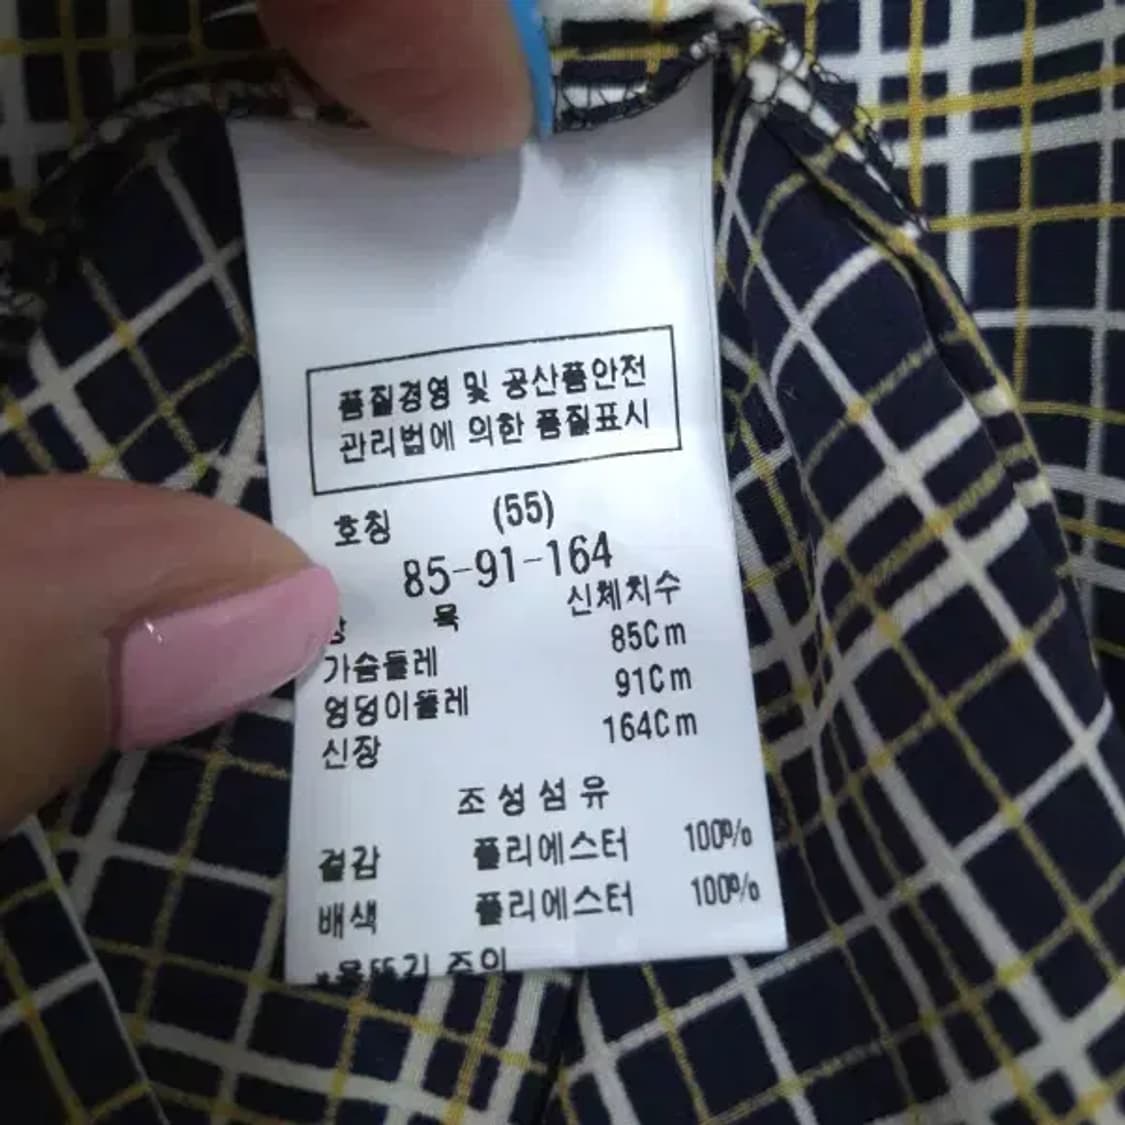 품질경영 및 공산품안전
관리법에 의한 품질표시
호칭 (55)
85-91-164
목 신체치수
가슴둘레 85Cm
엉덩이둘레 91Cm
신장 164Cm
조성섬유
겉감 폴리에스터 100%
배색 폴리에스터 100%
주의